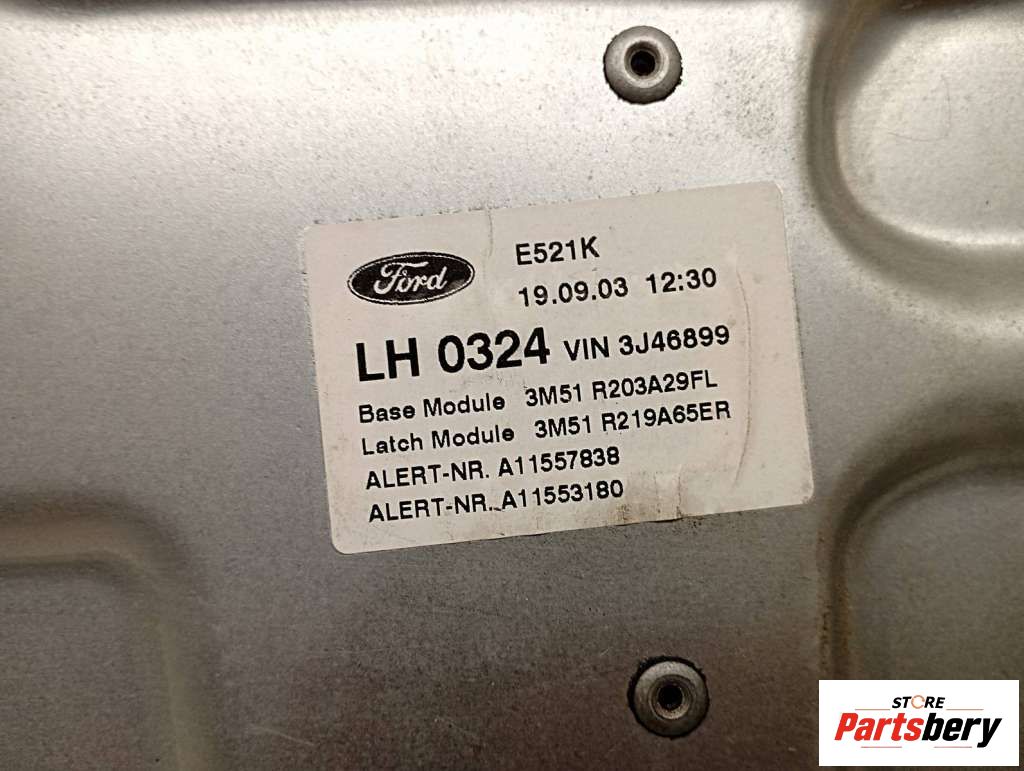 Ford
E521K
19.09.03 12:30
LH 0324 VIN 3J46899
Base Module 3M51 R203A29FL
Latch Module 3M51 R219A65ER
ALERT-NR. A11557838
ALERT-NR. A11553180
STORE
Partsbery